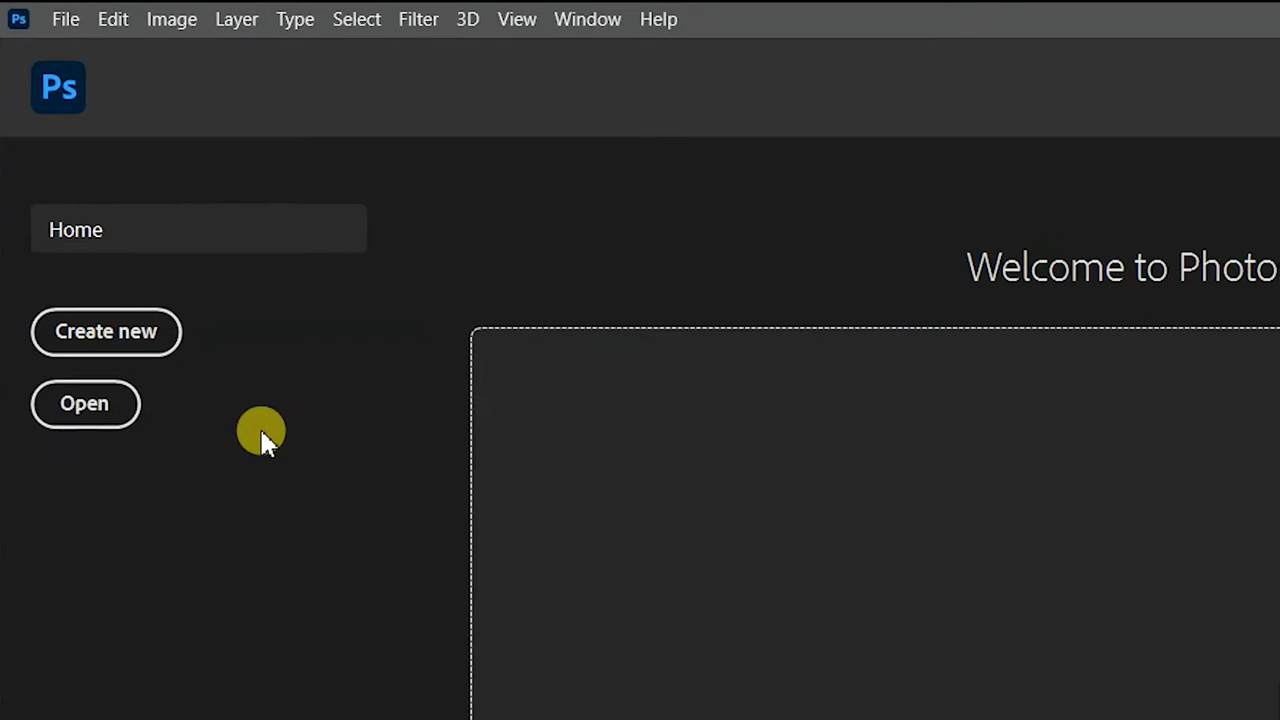 Ps File Edit Image Layer Type Select Filter 3D View Window Help
Ps
Home
Welcome to Photo
Create new
Open